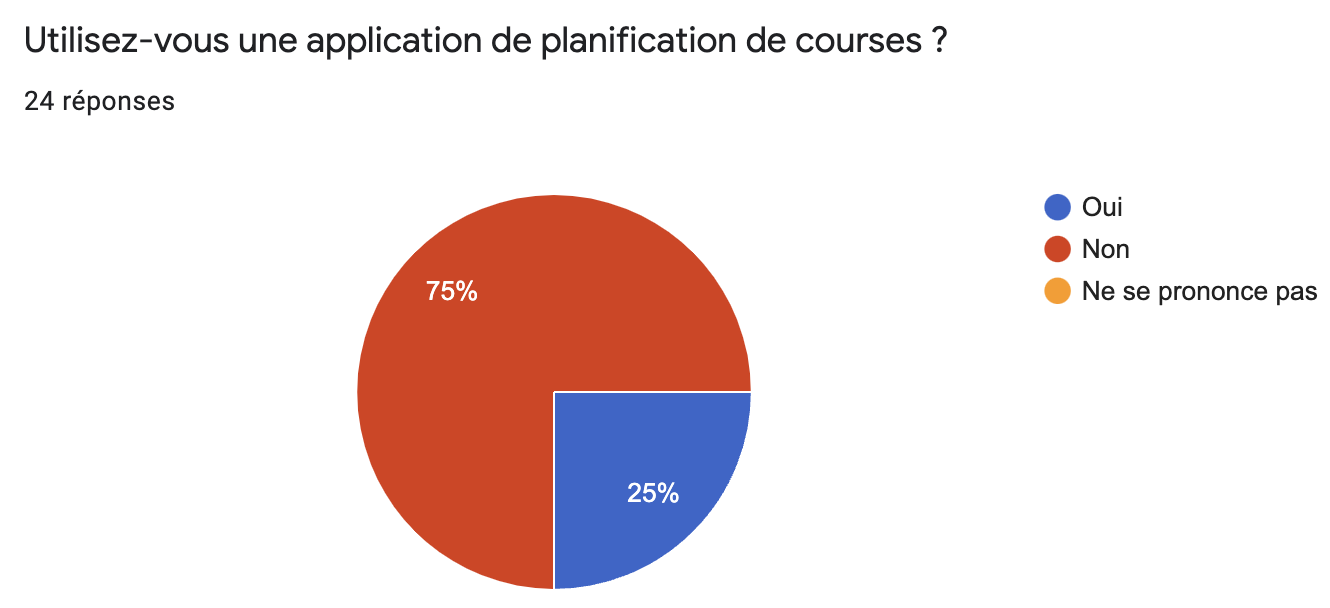 Utilisez-vous une application de planification de courses ?
24 réponses
Oui
Non
Ne se prononce pas
75%
25%